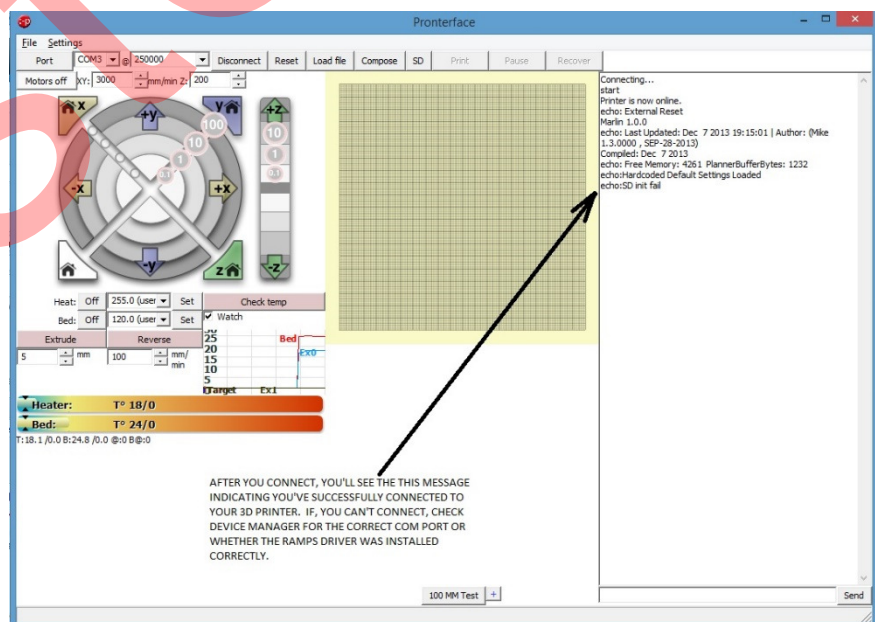 Pronterface
File Settings
Port COM3 @ 250000 Disconnect Reset Load file Compose SD Print Pause Recover
Motors off XY: 3000 mm/min Z: 200
x +y y +z
100
10 10
1 1
0.1 0.1
-x +x
-y z -z
Heat: Off 255.0 (user Set Check temp
Bed: Off 120.0 (user Set Watch
Extrude Reverse
5 mm 100 mm/
min
25 Bed
20 Ex0
15
10
5
Target Ex1
Heater: T° 18/0
Bed: T° 24/0
T:18.1 /0.0 B:24.8 /0.0 @:0 B@:0
Connecting...
start
Printer is now online.
echo: External Reset
Marlin 1.0.0
echo: Last Updated: Dec 7 2013 19:15:01 | Author: (Mike
1.3.0000 , SEP-28-2013)
Compiled: Dec 7 2013
echo: Free Memory: 4261 PlannerBufferBytes: 1232
echo:Hardcoded Default Settings Loaded
echo:SD init fail
AFTER YOU CONNECT, YOU'LL SEE THE THIS MESSAGE
INDICATING YOU'VE SUCCESSFULLY CONNECTED TO
YOUR 3D PRINTER. IF, YOU CAN'T CONNECT, CHECK
DEVICE MANAGER FOR THE CORRECT COM PORT OR
WHETHER THE RAMPS DRIVER WAS INSTALLED
CORRECTLY.
100 MM Test +
Send